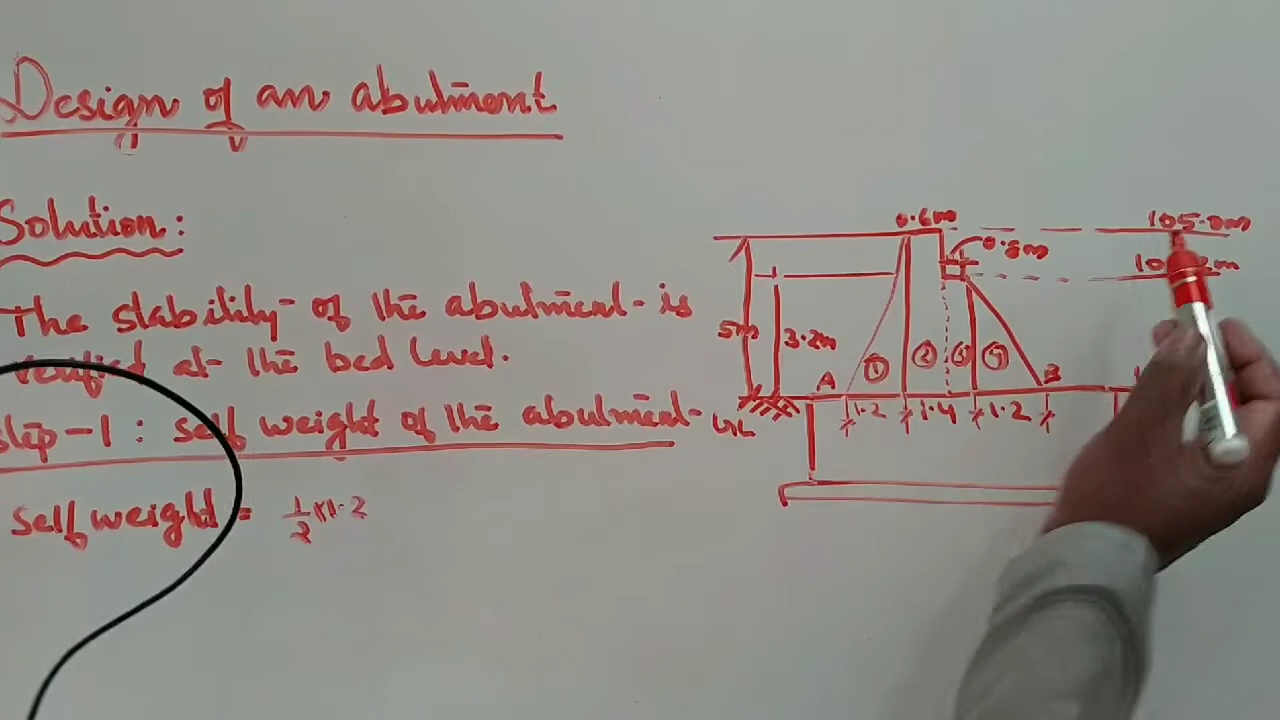 Design of an abutment
Solution:
The stability of the abutment is
verified at the bed level.
step-1: self weight of the abutment
self weight = 1/2 x1.2
0.6m
105.0m
0.8m
5m
3.2m
A
①
②
③
④
B
1.2
1.4
1.2